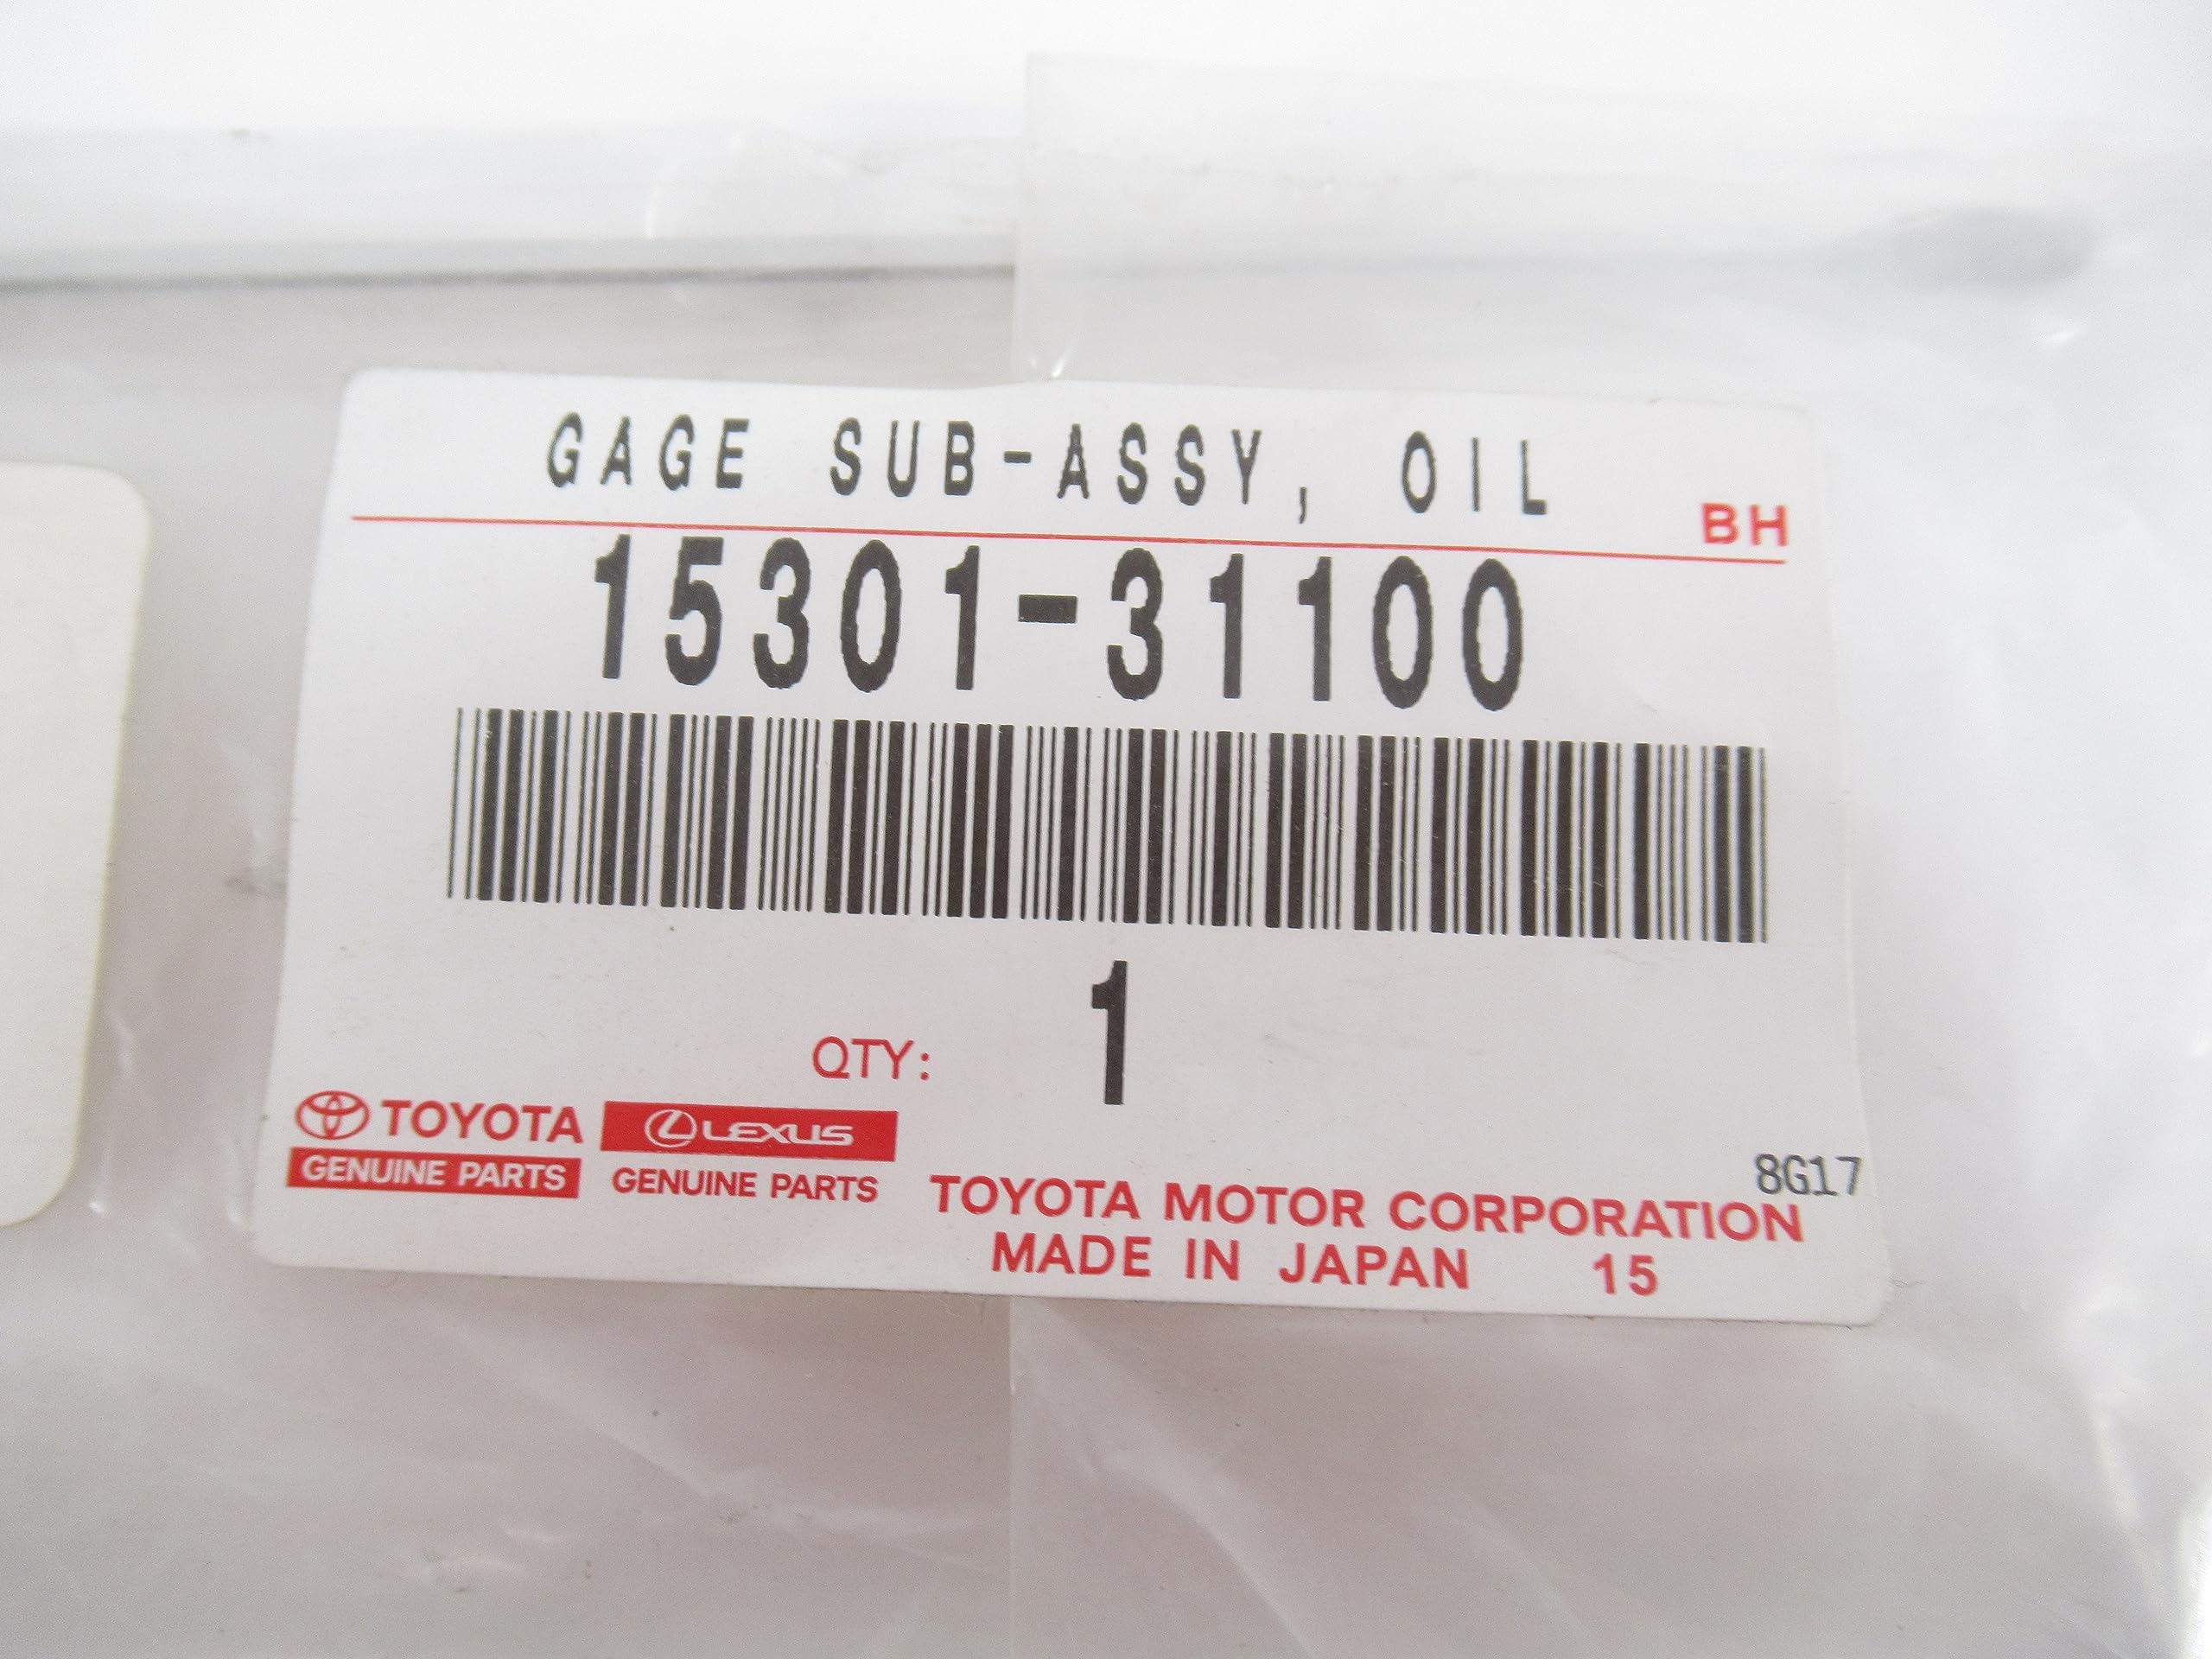 GAGE SUB-ASSY, OIL
BH
15301-31100
1
QTY:
TOYOTA
GENUINE PARTS
LEXUS
GENUINE PARTS
8G17
TOYOTA MOTOR CORPORATION
MADE IN JAPAN 15